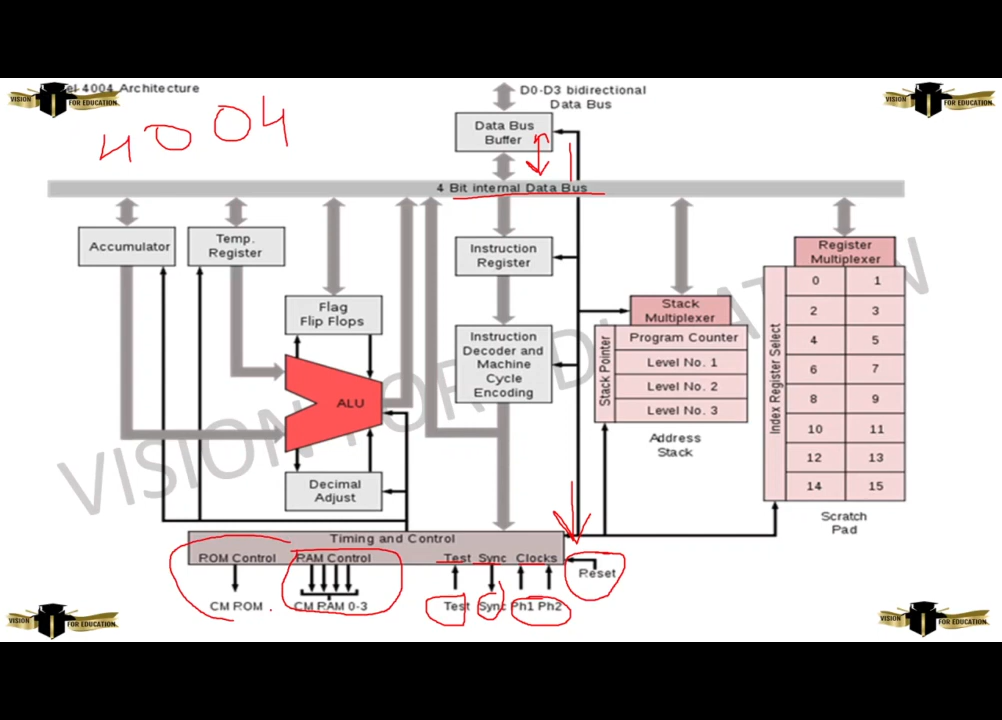 VISION FOR EDUCATION.
el 4004 Architecture
4004
D0-D3 bidirectional
Data Bus
VISION FOR EDUCATION.
Data Bus
Buffer
4 Bit internal Data Bus
Accumulator
Temp.
Register
Instruction
Register
Register
Multiplexer
Flag
Flip Flops
Stack
Multiplexer
0 1
2 3
4 5
6 7
8 9
10 11
12 13
14 15
Index Register Select
Instruction
Decoder and
Machine
Cycle
Encoding
Stack Pointer
Program Counter
Level No. 1
Level No. 2
Level No. 3
ALU
Address
Stack
Decimal
Adjust
Scratch
Pad
VISION FOR EDUCATION
Timing and Control
ROM Control RAM Control Test Sync Clocks
Reset
CM ROM CM RAM 0-3 Test Sync Ph1 Ph2
VISION FOR EDUCATION.
VISION FOR EDUCATION.